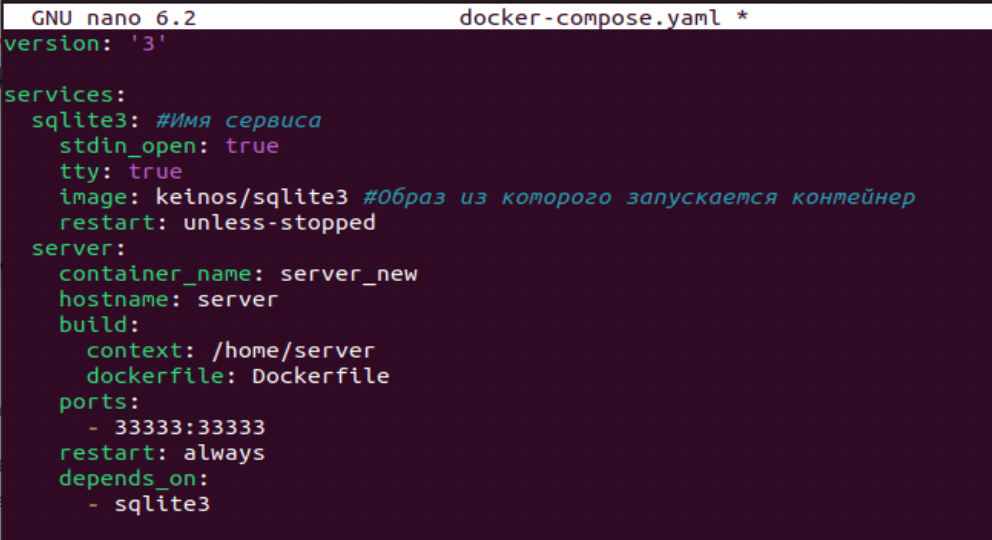 GNU nano 6.2 docker-compose.yaml *
version: '3'
services:
  sqlite3: #Имя сервиса
    stdin_open: true
    tty: true
    image: keinos/sqlite3 #Образ из которого запускается контейнер
    restart: unless-stopped
  server:
    container_name: server_new
    hostname: server
    build:
      context: /home/server
      dockerfile: Dockerfile
    ports:
      - 33333:33333
    restart: always
    depends_on:
      - sqlite3